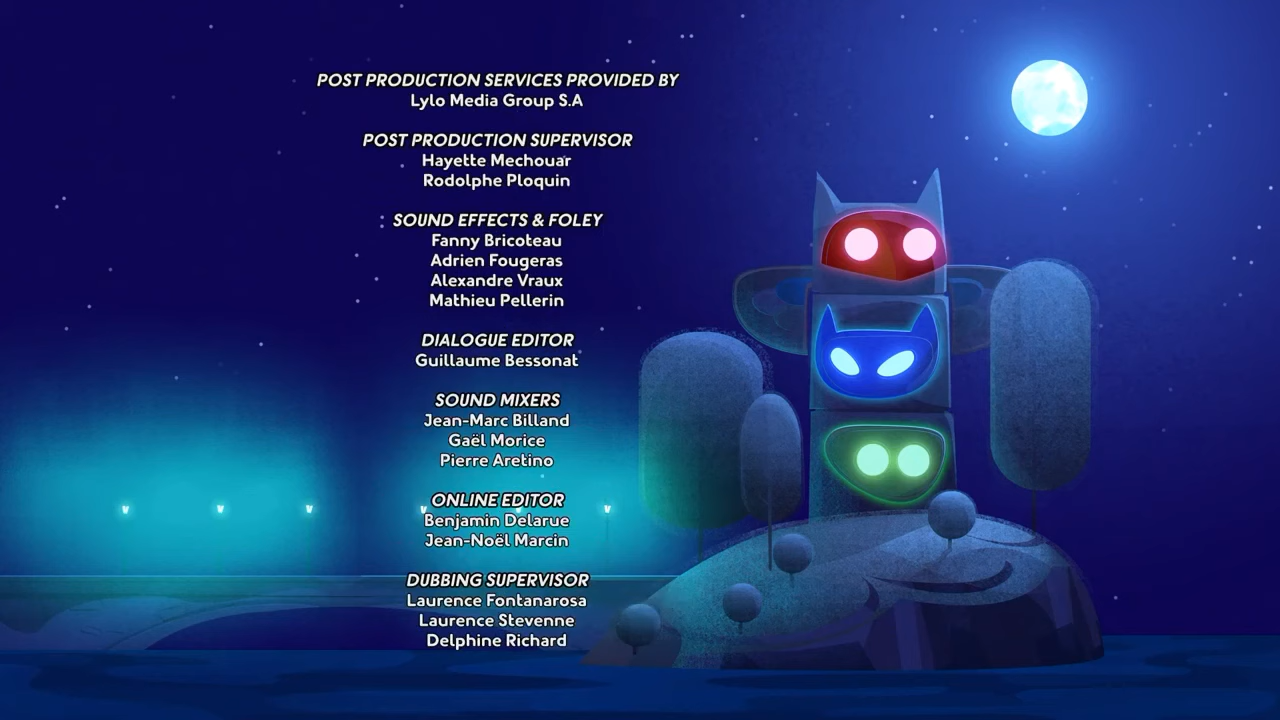 POST PRODUCTION SERVICES PROVIDED BY
Lylo Media Group S.A
POST PRODUCTION SUPERVISOR
Hayette Mechouar
Rodolphe Ploquin
SOUND EFFECTS & FOLEY
Fanny Bricoteau
Adrien Fougeras
Alexandre Vraux
Mathieu Pellerin
DIALOGUE EDITOR
Guillaume Bessonat
SOUND MIXERS
Jean-Marc Billand
Gaël Morice
Pierre Aretino
ONLINE EDITOR
Benjamin Delarue
Jean-Noël Marcin
DUBBING SUPERVISOR
Laurence Fontanarosa
Laurence Stevenne
Delphine Richard